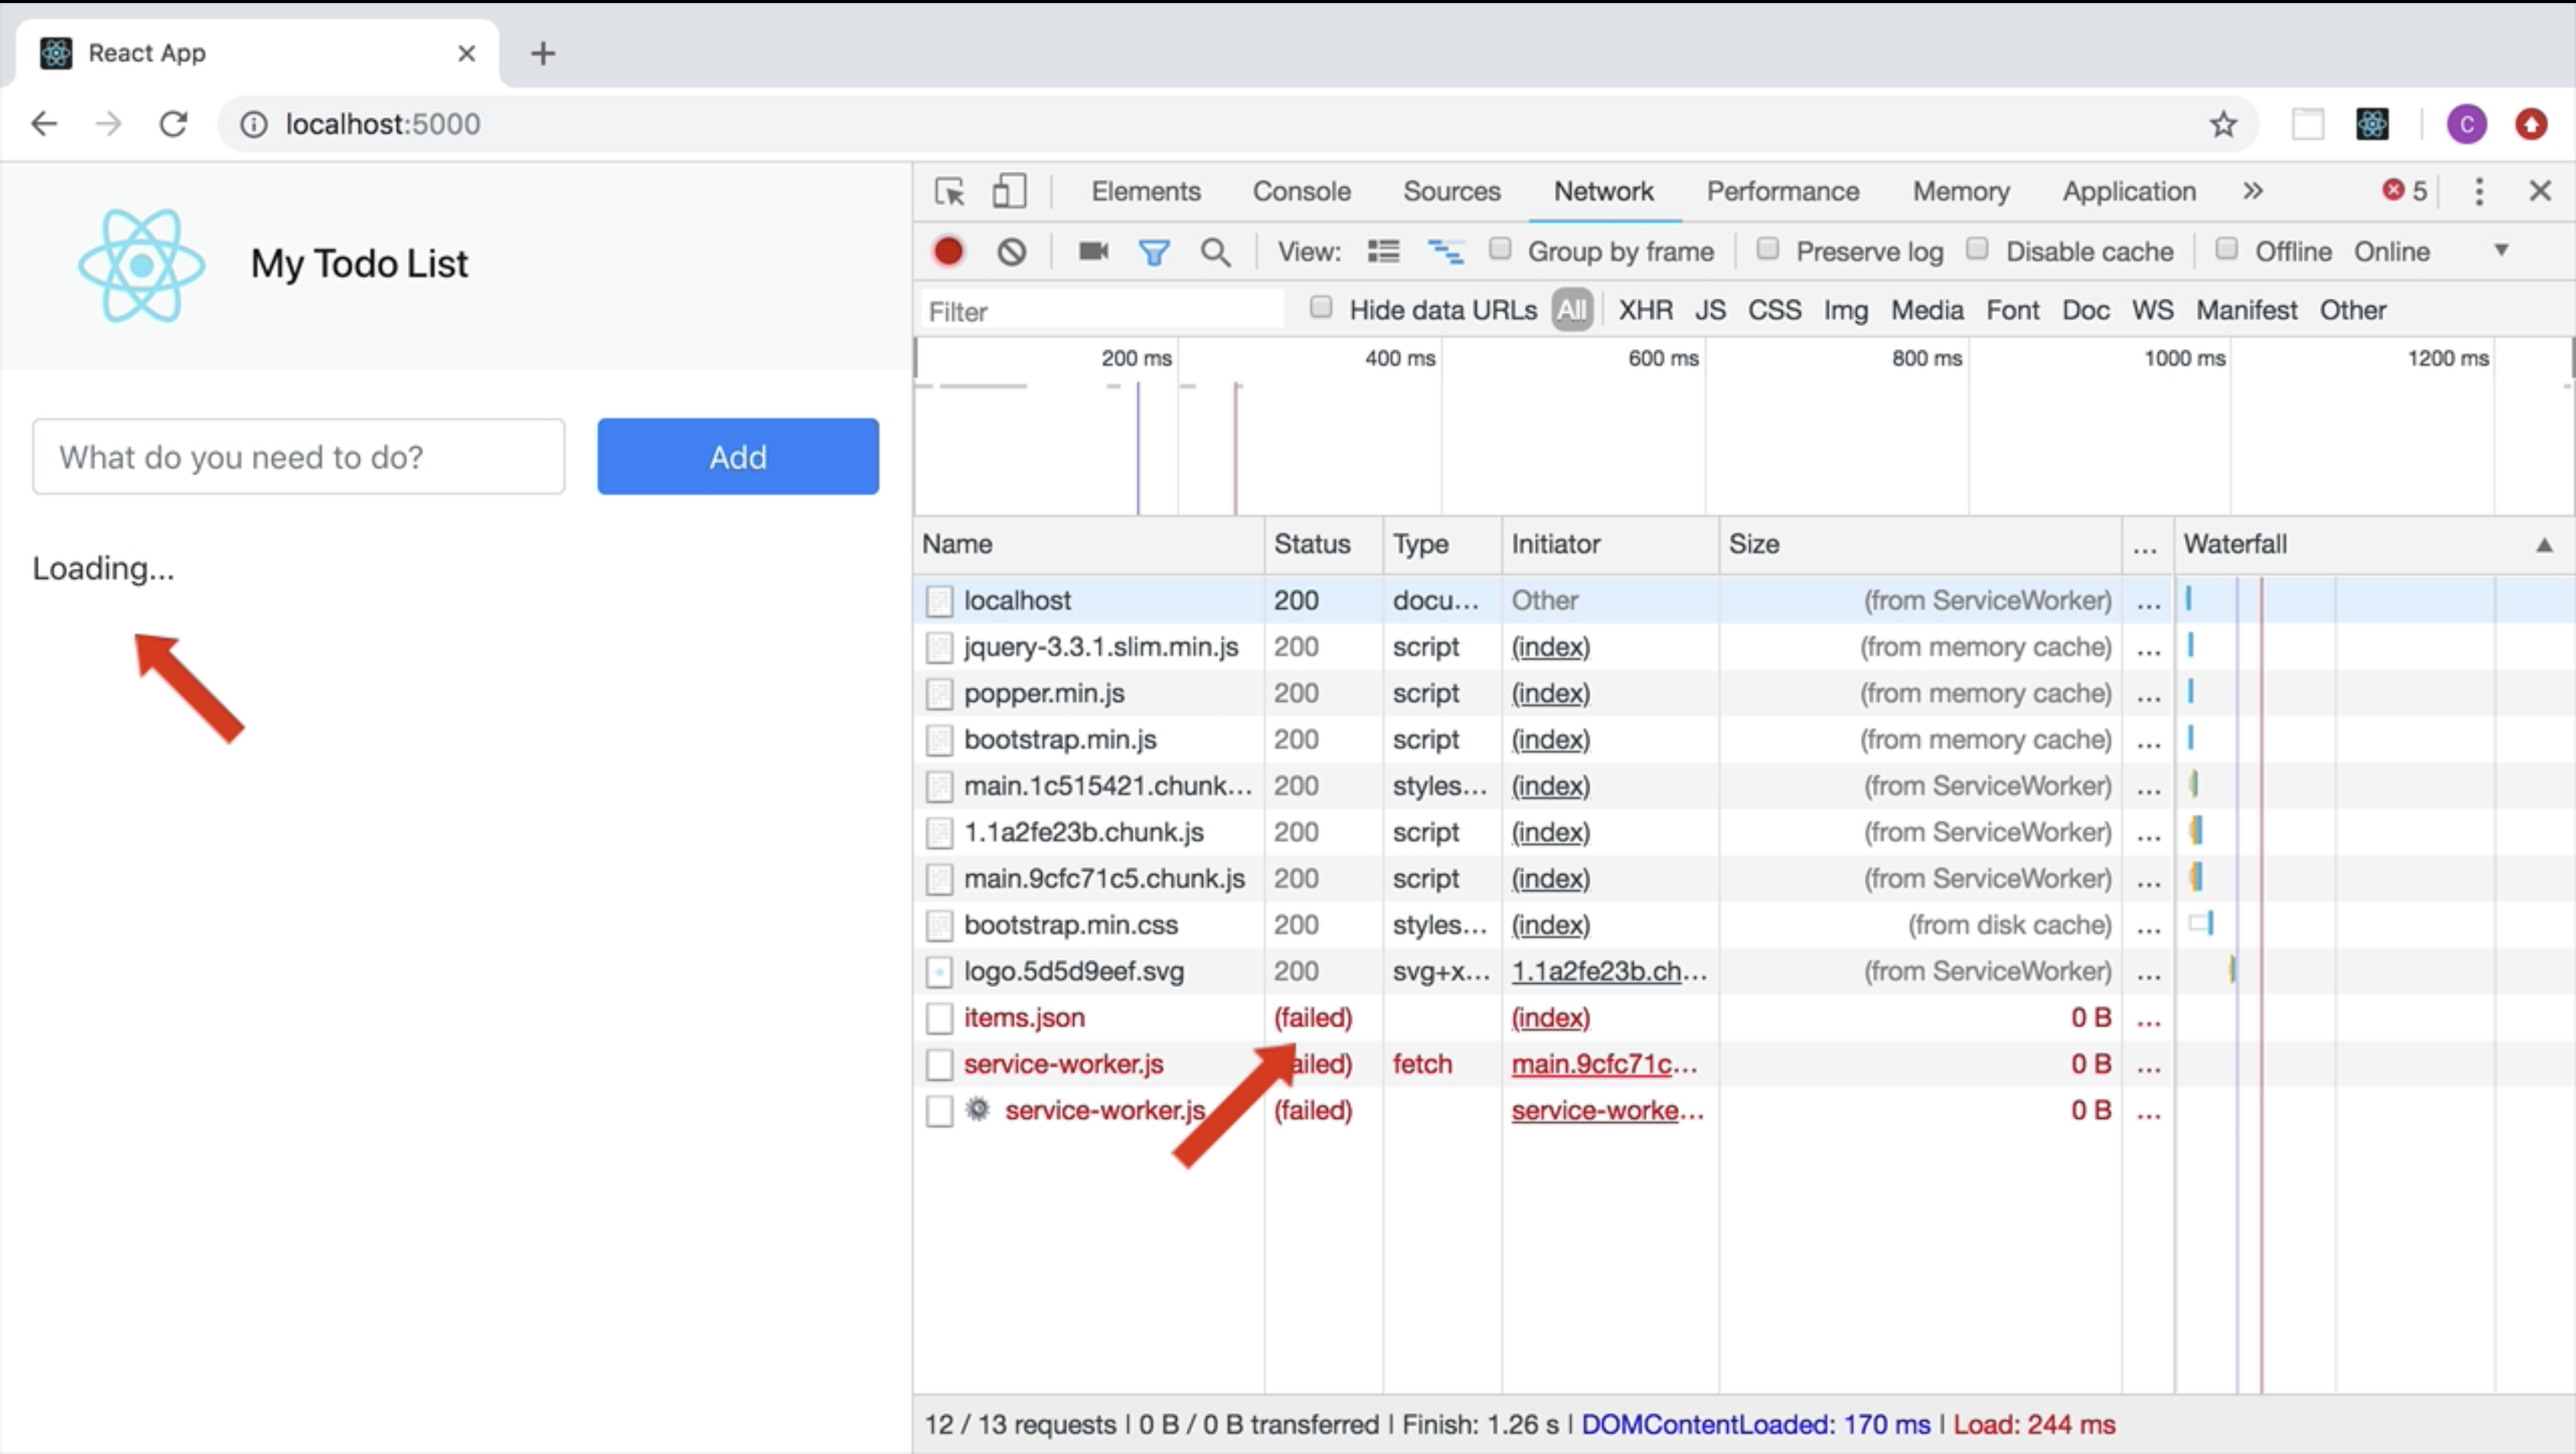 React App
localhost:5000
C
My Todo List
What do you need to do?
Add
Loading...
Elements Console Sources Network Performance Memory Application » 5
View: Group by frame Preserve log Disable cache Offline Online
Filter Hide data URLs All XHR JS CSS Img Media Font Doc WS Manifest Other
200 ms 400 ms 600 ms 800 ms 1000 ms 1200 ms
Name Status Type Initiator Size ... Waterfall
localhost 200 docu... Other (from ServiceWorker) ...
jquery-3.3.1.slim.min.js 200 script (index) (from memory cache) ...
popper.min.js 200 script (index) (from memory cache) ...
bootstrap.min.js 200 script (index) (from memory cache) ...
main.1c515421.chunk... 200 styles... (index) (from ServiceWorker) ...
1.1a2fe23b.chunk.js 200 script (index) (from ServiceWorker) ...
main.9cfc71c5.chunk.js 200 script (index) (from ServiceWorker) ...
bootstrap.min.css 200 styles... (index) (from disk cache) ...
logo.5d5d9eef.svg 200 svg+x... 1.1a2fe23b.ch... (from ServiceWorker) ...
items.json (failed) (index) 0 B ...
service-worker.js ailed) fetch main.9cfc71c... 0 B ...
service-worker.js (failed) service-worke... 0 B ...
12 / 13 requests | 0 B / 0 B transferred | Finish: 1.26 s | DOMContentLoaded: 170 ms | Load: 244 ms